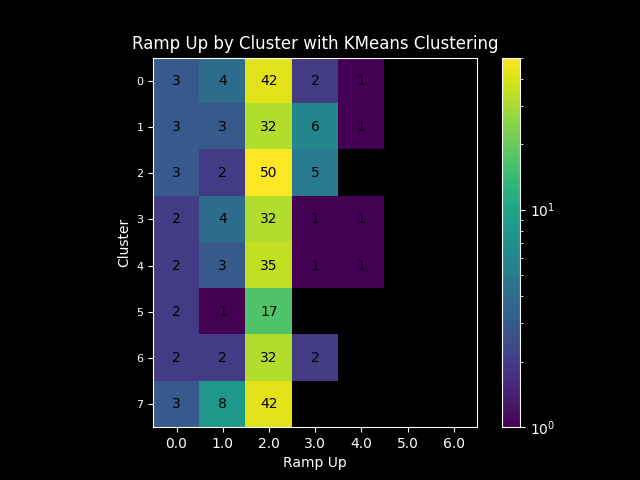 Ramp Up by Cluster with KMeans Clustering
0 3 4 42 2 1
1 3 3 32 6 1
2 3 2 50 5
3 2 4 32 1 1
4 2 3 35 1 1
5 2 1 17
6 2 2 32 2
7 3 8 42
0.0 1.0 2.0 3.0 4.0 5.0 6.0
Ramp Up
Cluster
10¹
10⁰